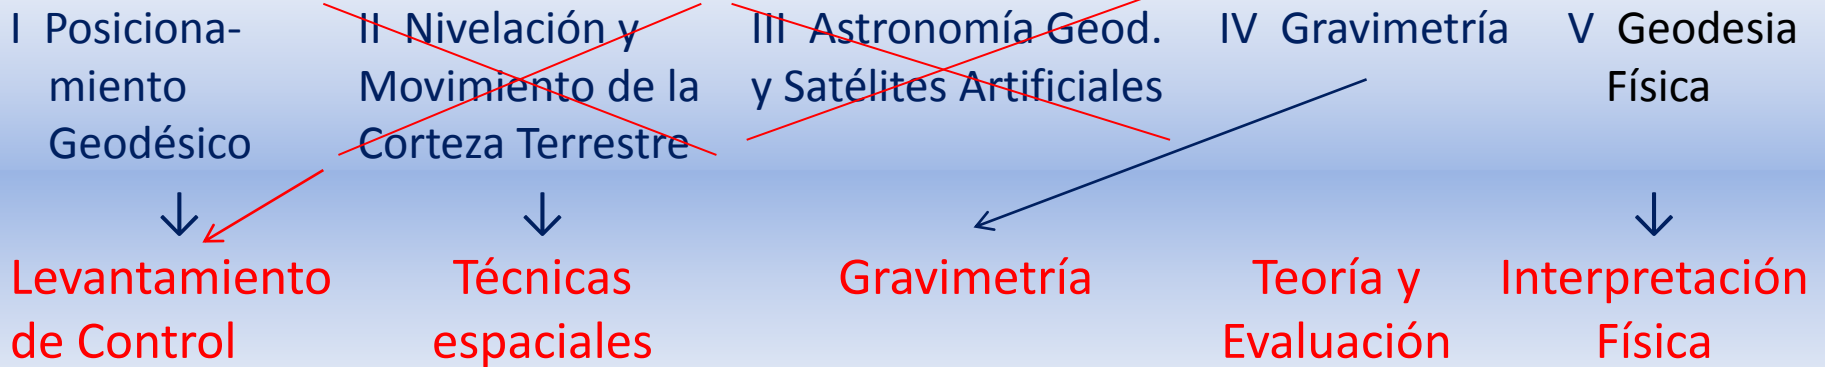 I Posiciona-
miento
Geodésico
II Nivelación y
Movimiento de la
Corteza Terrestre
III Astronomía Geod.
y Satélites Artificiales
IV Gravimetría
V Geodesia
Física
Levantamiento
de Control
Técnicas
espaciales
Gravimetría
Teoría y
Evaluación
Interpretación
Física